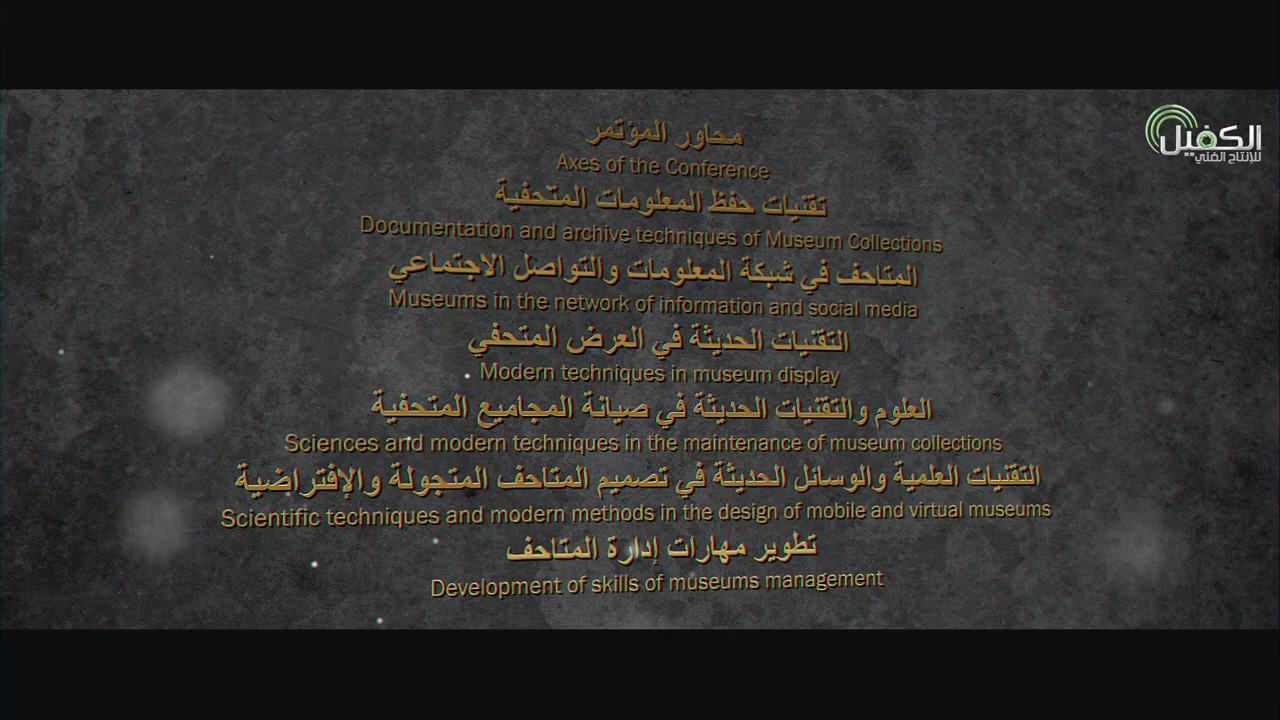 محاور المؤتمر
Axes of the Conference
تقنيات حفظ المعلومات المتحفية
Documentation and archive techniques of Museum Collections
المتاحف في شبكة المعلومات والتواصل الاجتماعي
Museums in the network of information and social media
التقنيات الحديثة في العرض المتحفي
Modern techniques in museum display
العلوم والتقنيات الحديثة في صيانة المجاميع المتحفية
Sciences and modern techniques in the maintenance of museum collections
التقنيات العلمية والوسائل الحديثة في تصميم المتاحف المتجولة والإفتراضية
Scientific techniques and modern methods in the design of mobile and virtual museums
تطوير مهارات إدارة المتاحف
Development of skills of museums management
الكفيل
للإنتاج الفني